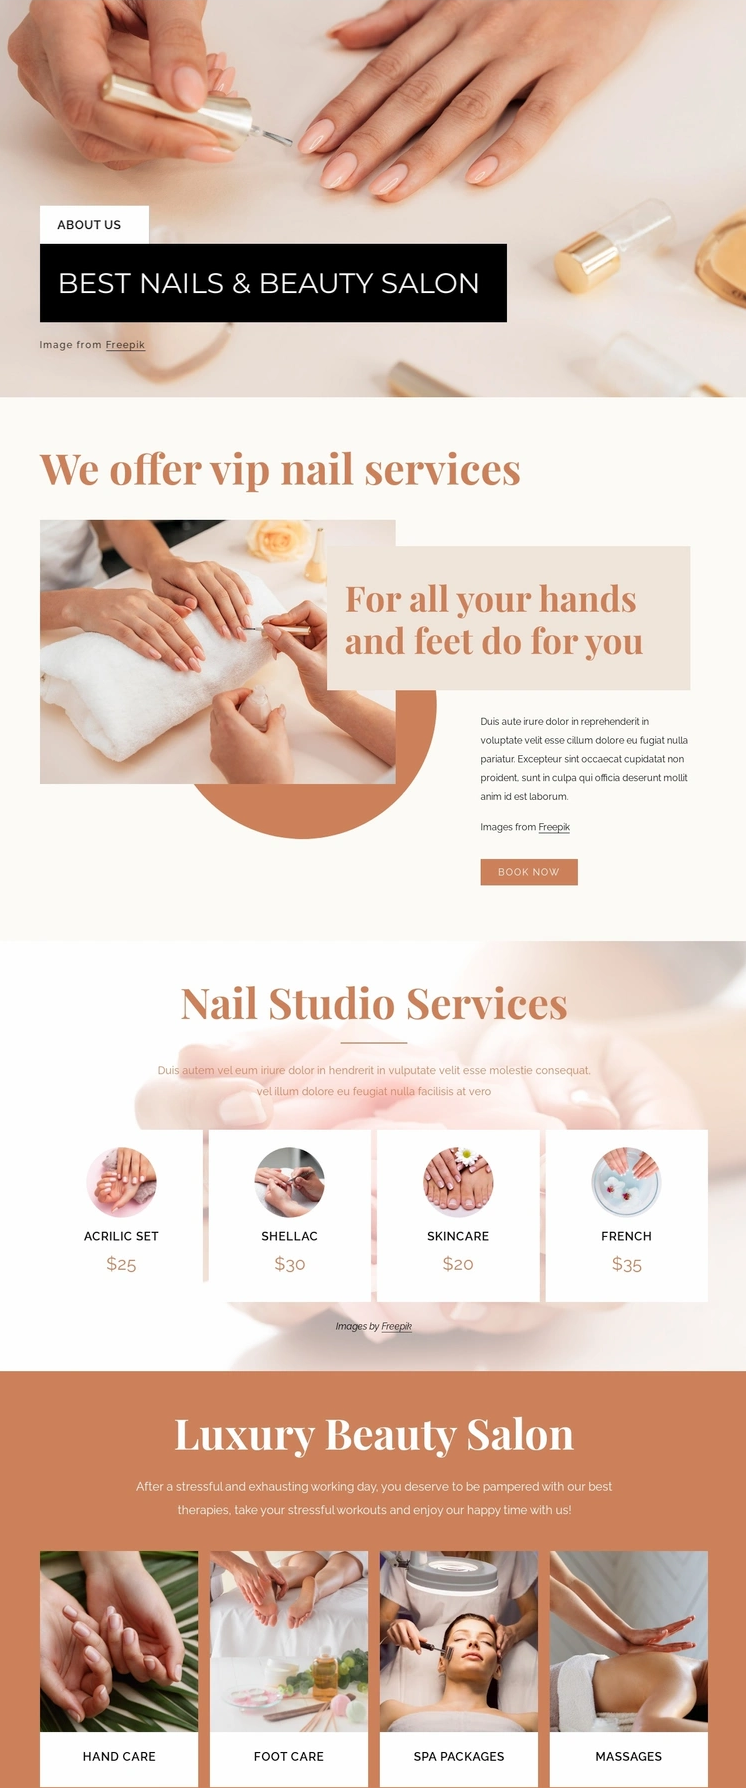 ABOUT US
BEST NAILS & BEAUTY SALON
Image from Freepik
We offer vip nail services
For all your hands
and feet do for you
Duis aute irure dolor in reprehenderit in
voluptate velit esse cillum dolore eu fugiat nulla
pariatur. Excepteur sint occaecat cupidatat non
proident, sunt in culpa qui officia deserunt mollit
anim id est laborum.
Images from Freepik
BOOK NOW
Nail Studio Services
Duis autem vel eum iriure dolor in hendrerit in vulputate velit esse molestie consequat,
vel illum dolore eu feugiat nulla facilisis at vero
ACRILIC SET
$25
SHELLAC
$30
SKINCARE
$20
FRENCH
$35
Images by Freepik
Luxury Beauty Salon
After a stressful and exhausting working day, you deserve to be pampered with our best
therapies, take your stressful workouts and enjoy our happy time with us!
HAND CARE
FOOT CARE
SPA PACKAGES
MASSAGES